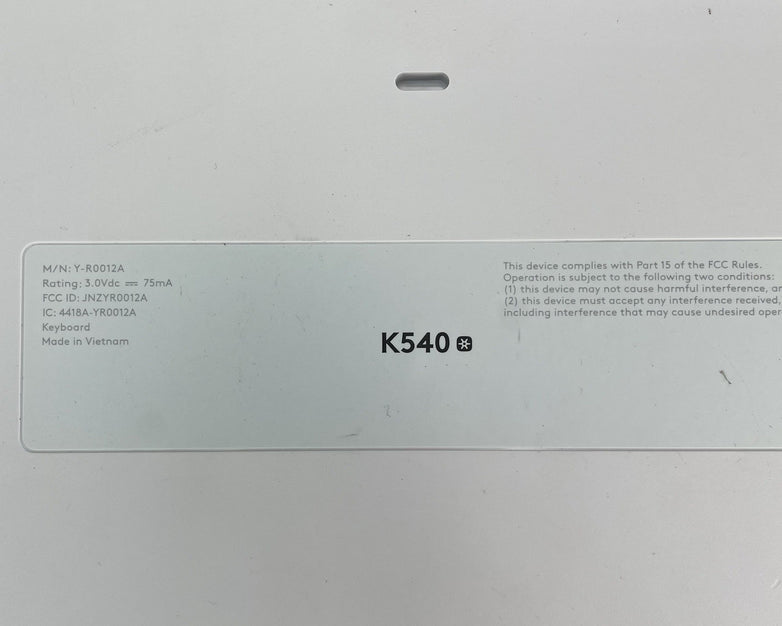 M/N: Y-R0012A
Rating: 3.0Vdc ⎓ 75mA
FCC ID: JNZYR0012A
IC: 4418A-YR0012A
Keyboard
Made in Vietnam
K540
This device complies with Part 15 of the FCC Rules.
Operation is subject to the following two conditions:
(1) this device may not cause harmful interference,
(2) this device must accept any interference received,
including interference that may cause undesired